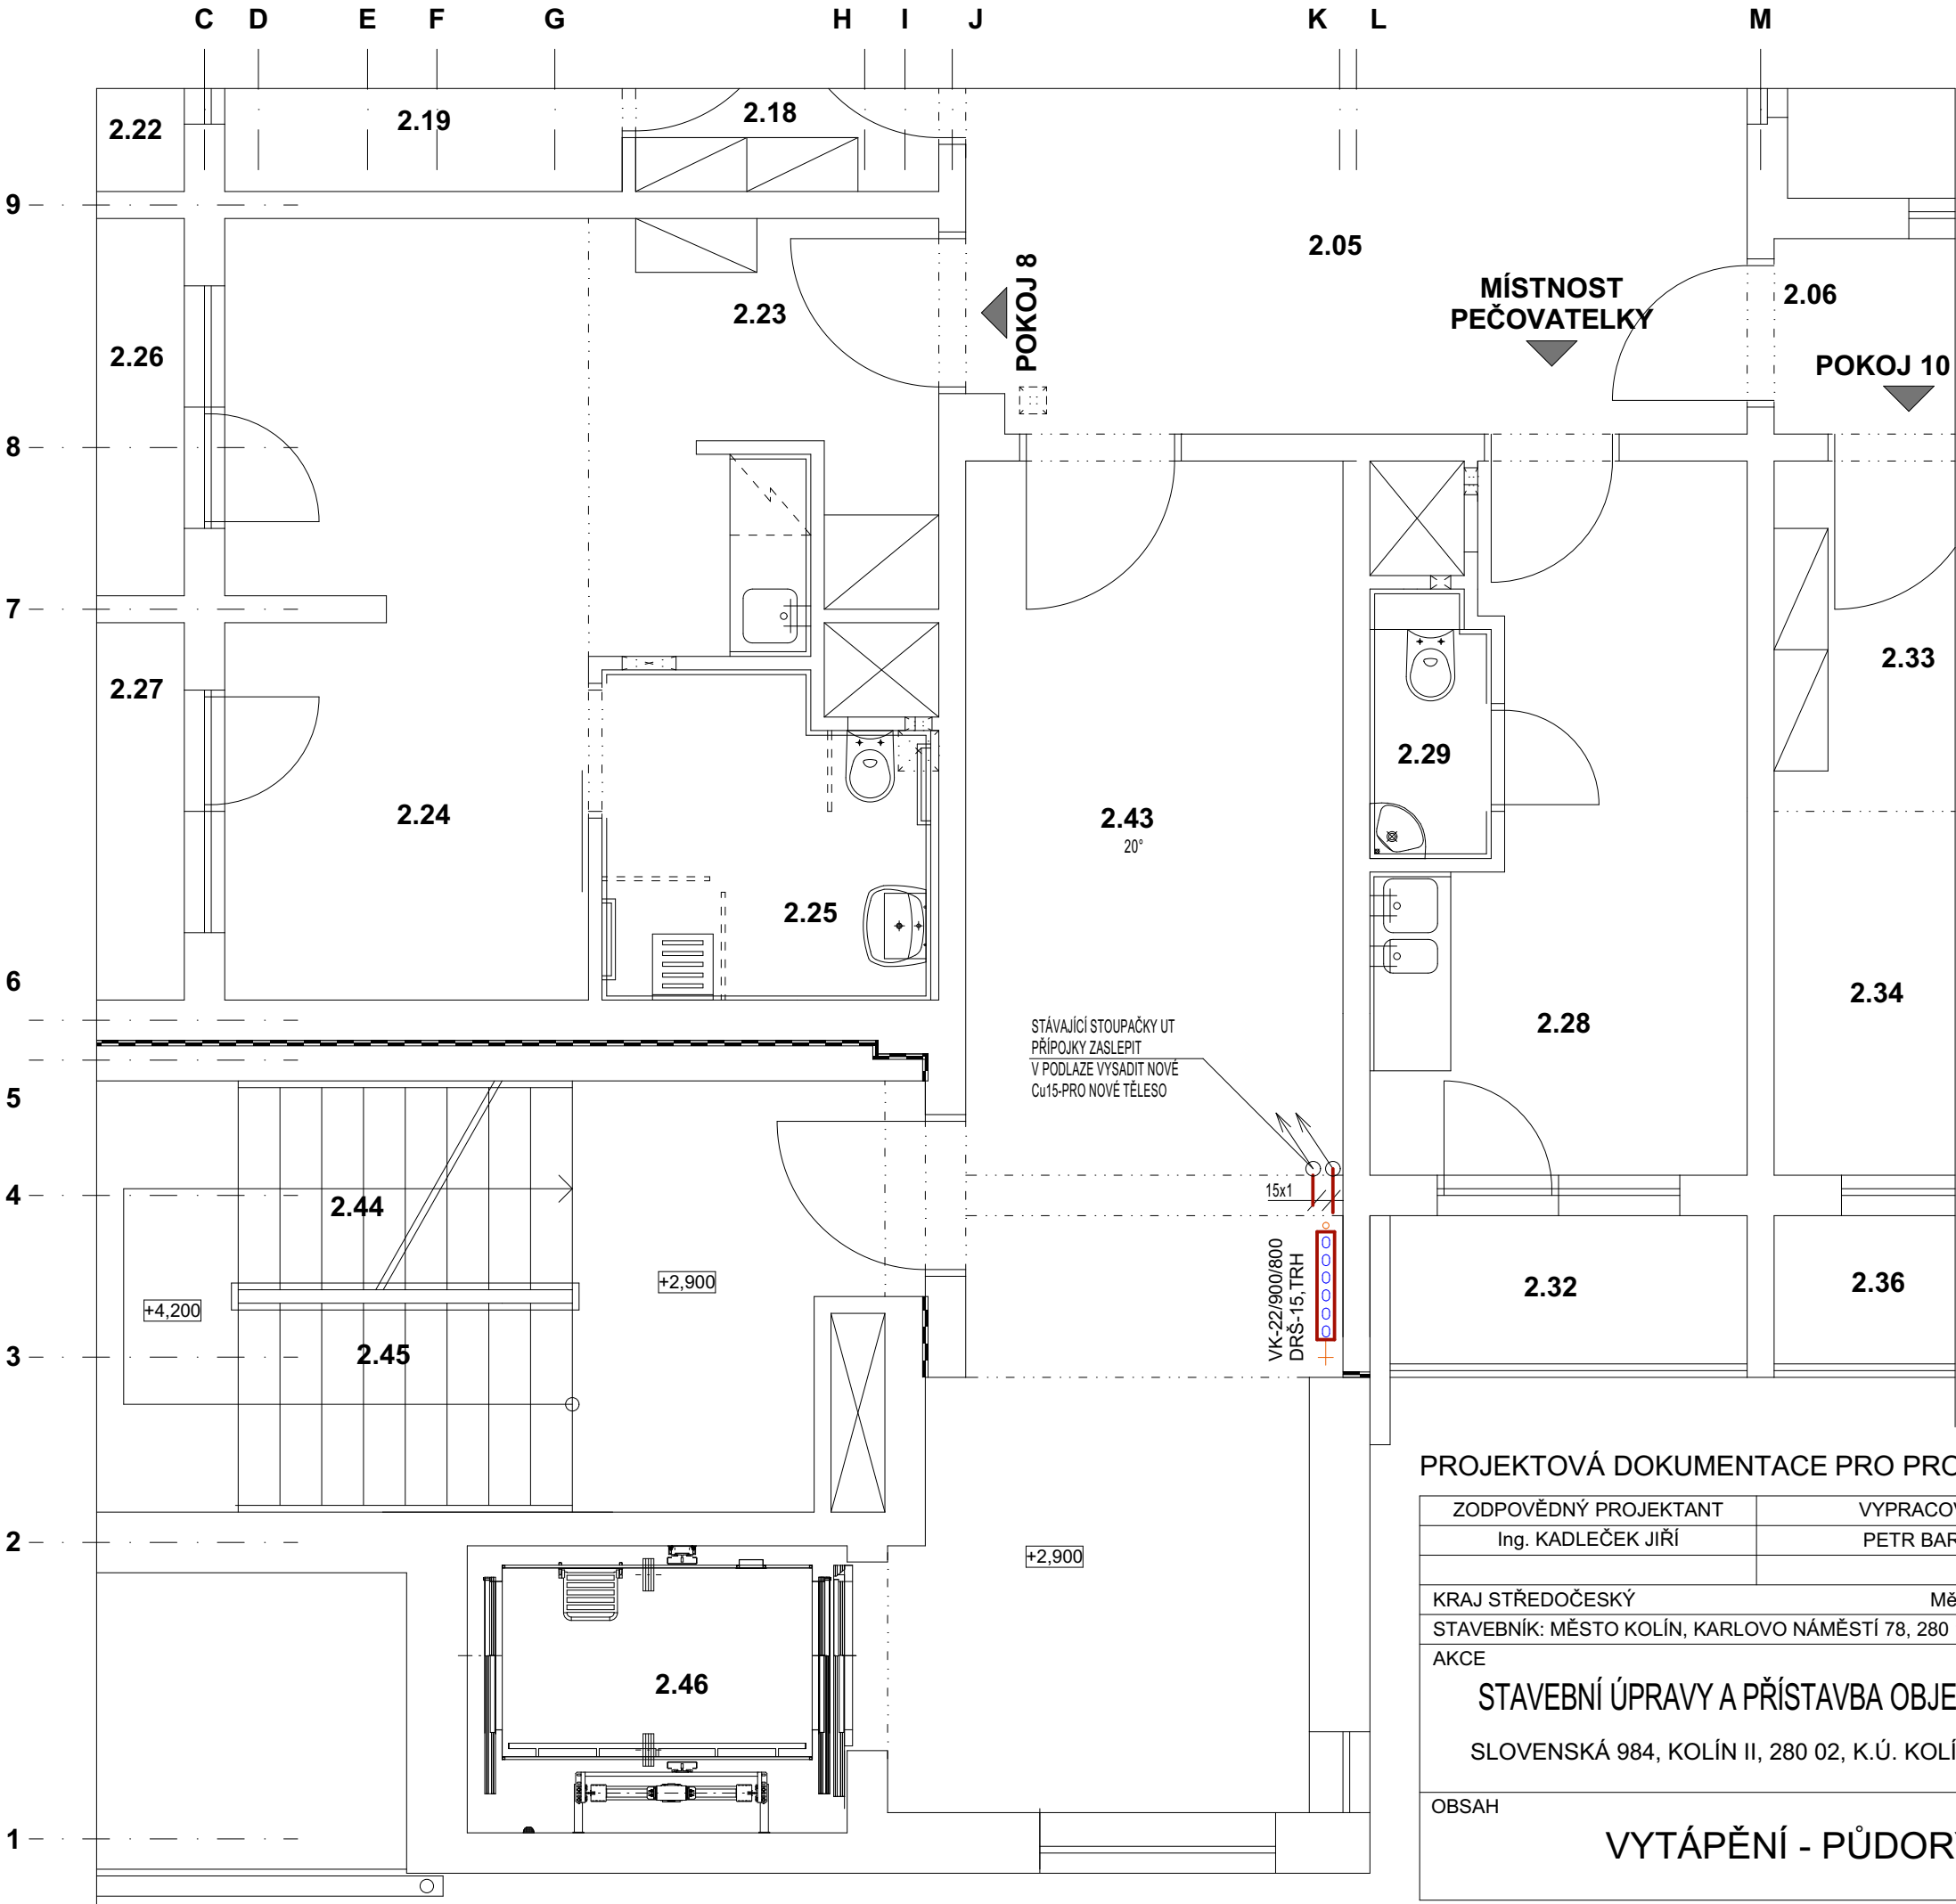 C D E F G H I J K L M
2.22
2.19
2.18
9
2.05
2.23
POKOJ 8
MÍSTNOST
PEČOVATELKY
2.06
2.26
POKOJ 10
8
7
2.27
2.33
2.29
2.24
2.43
20°
2.25
6
2.34
2.28
STÁVAJÍCÍ STOUPAČKY UT
PŘÍPOJKY ZASLEPIT
V PODLAZE VYSADIT NOVÉ
Cu15-PRO NOVÉ TĚLESO
5
4
15x1
2.44
+2,900
VK-22/900/800
DRŠ-15,TRH
2.32
2.36
+4,200
3
2.45
2
+2,900
2.46
1
PROJEKTOVÁ DOKUMENTACE PRO PRO
ZODPOVĚDNÝ PROJEKTANT VYPRACOV
Ing. KADLEČEK JIŘÍ PETR BAR
KRAJ STŘEDOČESKÝ Mě
STAVEBNÍK: MĚSTO KOLÍN, KARLOVO NÁMĚSTÍ 78, 280
AKCE
STAVEBNÍ ÚPRAVY A PŘÍSTAVBA OBJE
SLOVENSKÁ 984, KOLÍN II, 280 02, K.Ú. KOLÍ
OBSAH
VYTÁPĚNÍ - PŮDORY